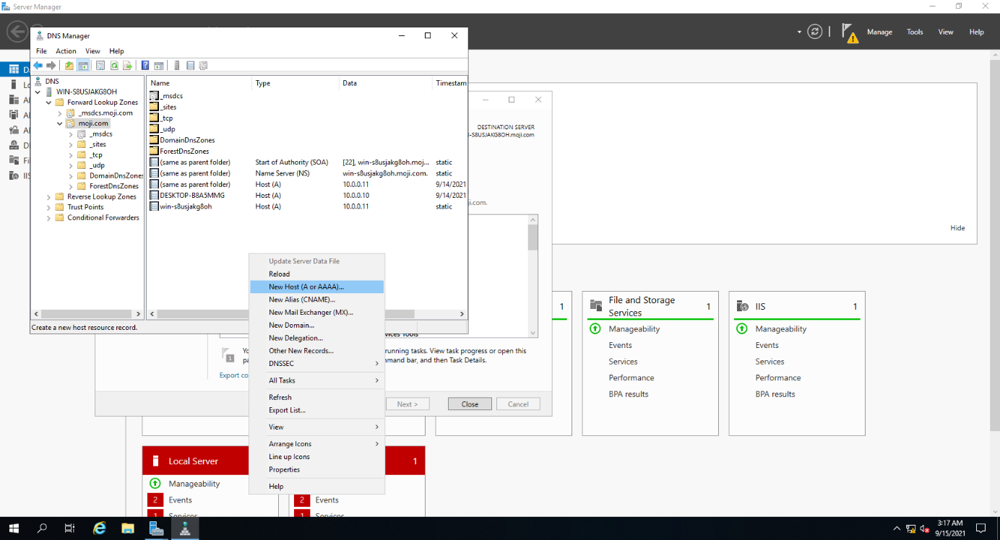 Server Manager
Manage Tools View Help
DNS Manager
File Action View Help
DNS
WIN-S8USJAKG8OH
Forward Lookup Zones
_msdcs.moji.com
moji.com
_msdcs
_sites
_tcp
_udp
DomainDnsZones
ForestDnsZones
Reverse Lookup Zones
Trust Points
Conditional Forwarders
Name Type Data Timestam
_msdcs
_sites
_tcp
_udp
DomainDnsZones
ForestDnsZones
(same as parent folder) Start of Authority (SOA) [22], win-s8usjakg8oh.moj... static
(same as parent folder) Name Server (NS) win-s8usjakg8oh.moji.com. static
(same as parent folder) Host (A) 10.0.0.11 9/14/2021
DESKTOP-B8A5MMG Host (A) 10.0.0.10 9/14/2021
win-s8usjakg8oh Host (A) 10.0.0.11 static
Create a new host resource record.
Update Server Data File
Reload
New Host (A or AAAA)...
New Alias (CNAME)...
New Mail Exchanger (MX)...
New Domain...
New Delegation...
Other New Records...
DNSSEC
All Tasks
Refresh
Export List...
View
Arrange Icons
Line up Icons
Properties
Help
DESTINATION SERVER
-S8USJAKG8OH.moji.com
ji.com.
vices Tools
running tasks. View task progress or open this
mand bar, and then Task Details.
1
Export co
Next > Close Cancel
Hide
1
File and Storage
Services 1
Manageability
Events
Services
Performance
BPA results
IIS 1
Manageability
Events
Services
Performance
BPA results
Local Server
Manageability
2 Events
1 Services
1
2 Events
1 Services
3:17 AM
9/15/2021